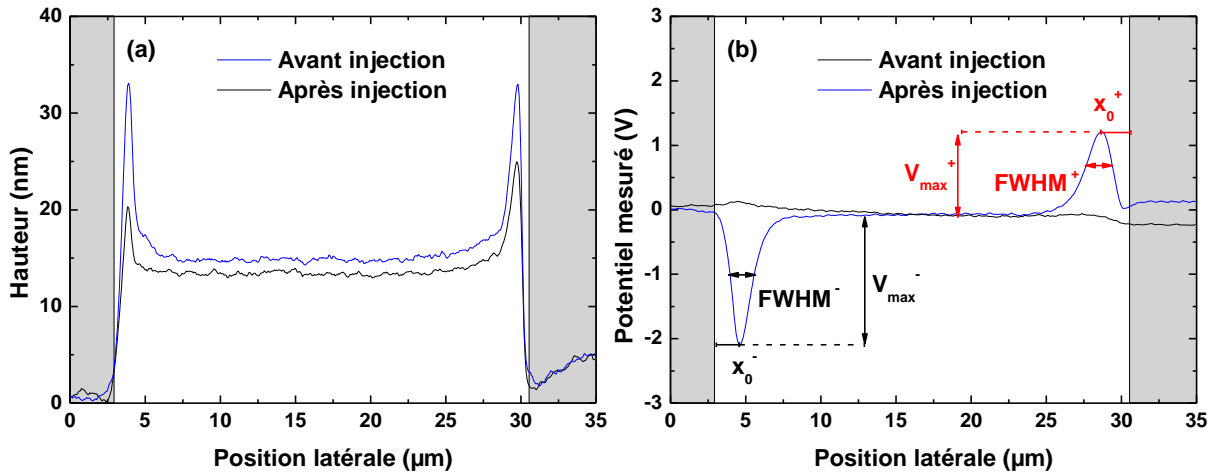 (a)
Avant injection
Après injection
Hauteur (nm)
40
30
20
10
0
0 5 10 15 20 25 30 35
Position latérale (µm)
(b)
Avant injection
Après injection
Potentiel mesuré (V)
3
2
1
0
-1
-2
-3
x0+
Vmax+
FWHM+
FWHM-
Vmax-
x0-
0 5 10 15 20 25 30 35
Position latérale (µm)